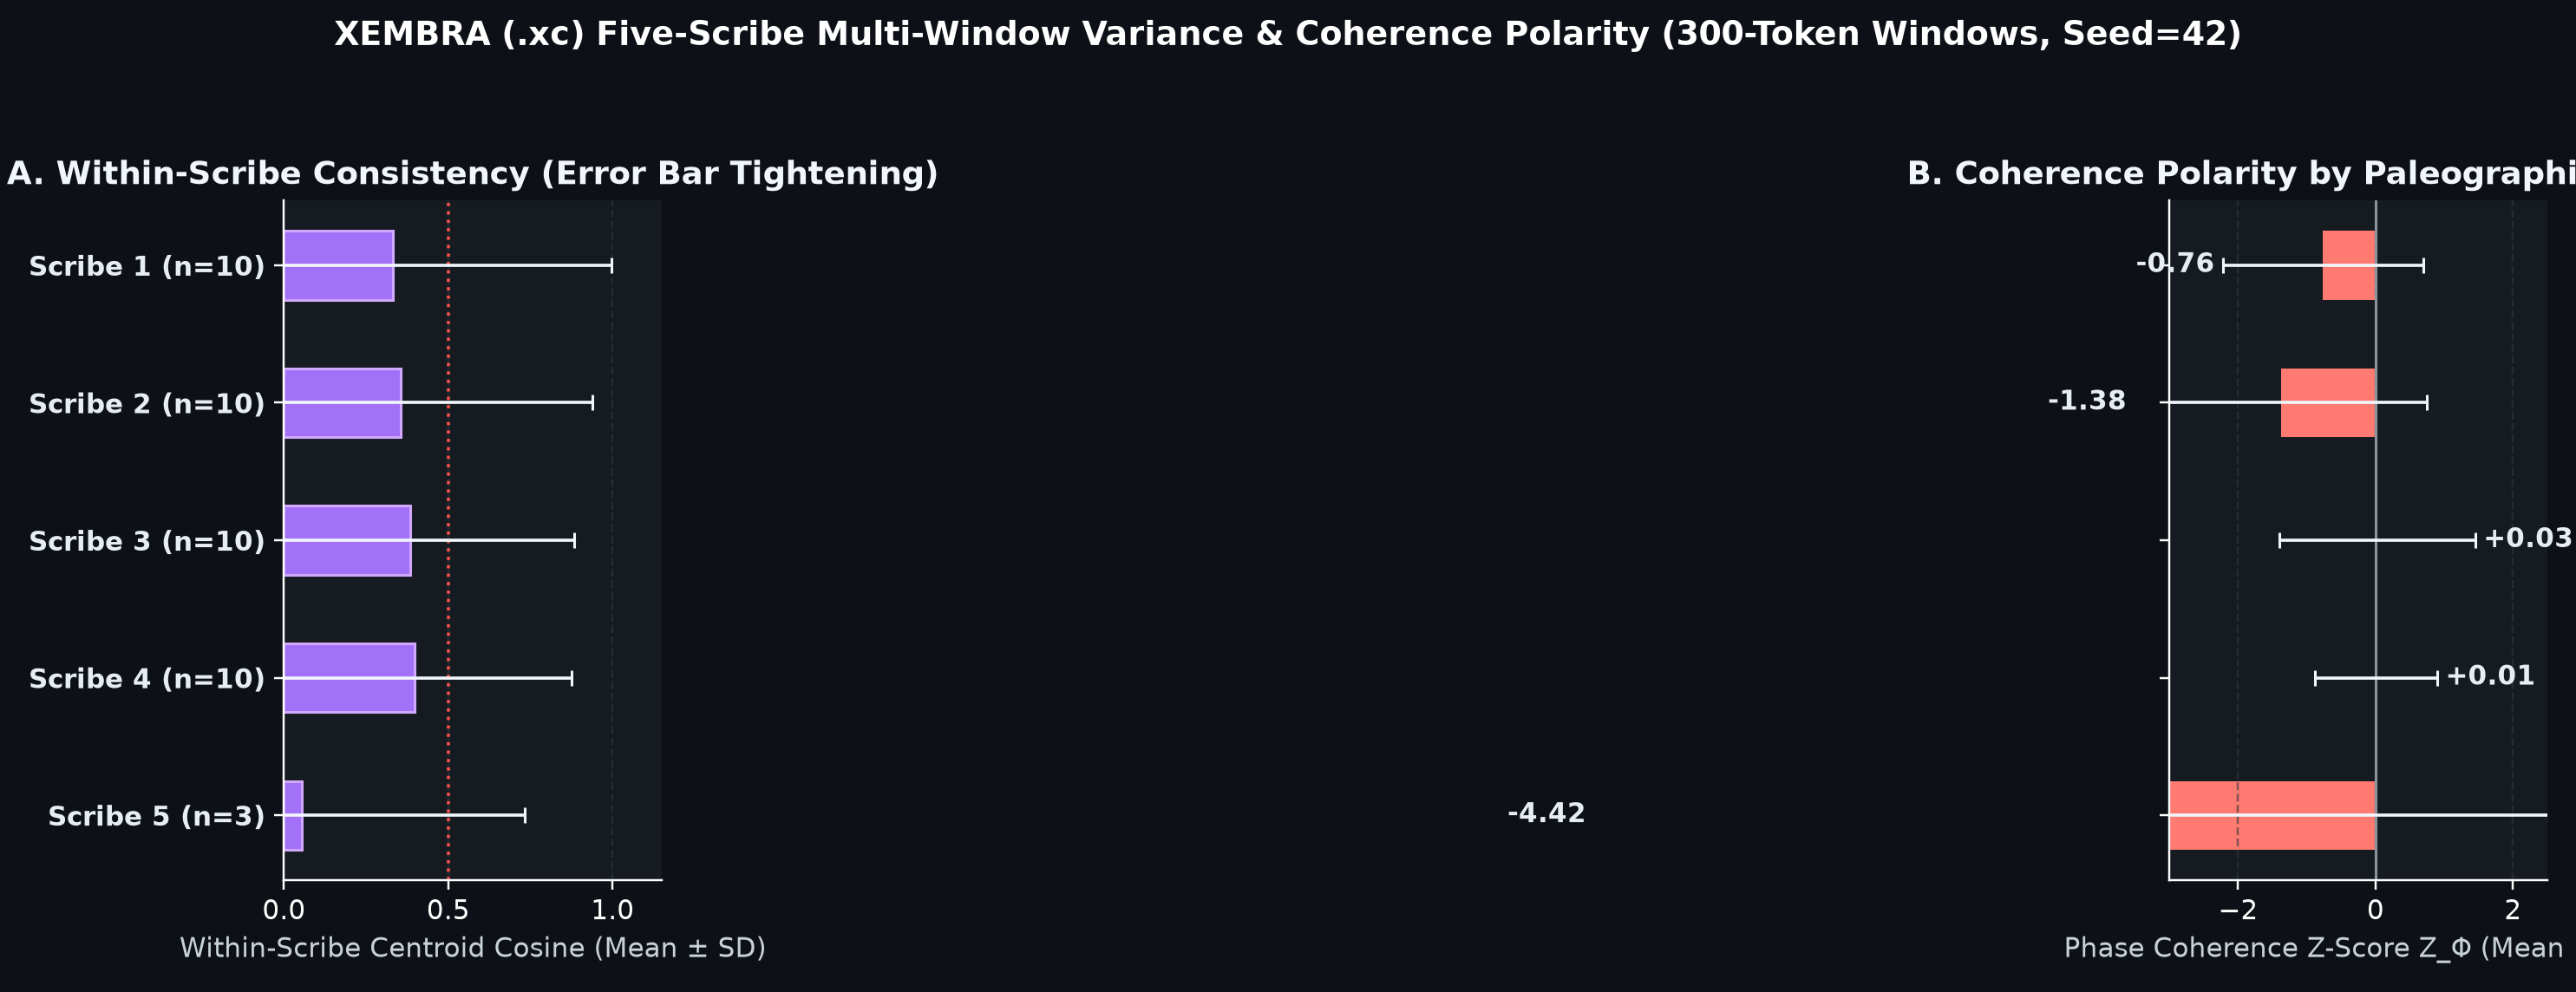 XEMBRA (.xc) Five-Scribe Multi-Window Variance & Coherence Polarity (300-Token Windows, Seed=42)
A. Within-Scribe Consistency (Error Bar Tightening)
Scribe 1 (n=10)
Scribe 2 (n=10)
Scribe 3 (n=10)
Scribe 4 (n=10)
Scribe 5 (n=3)
0.0 0.5 1.0
Within-Scribe Centroid Cosine (Mean ± SD)
B. Coherence Polarity by Paleographi
-0.76
-1.38
+0.03
+0.01
-4.42
−2 0 2
Phase Coherence Z-Score Z_Φ (Mean